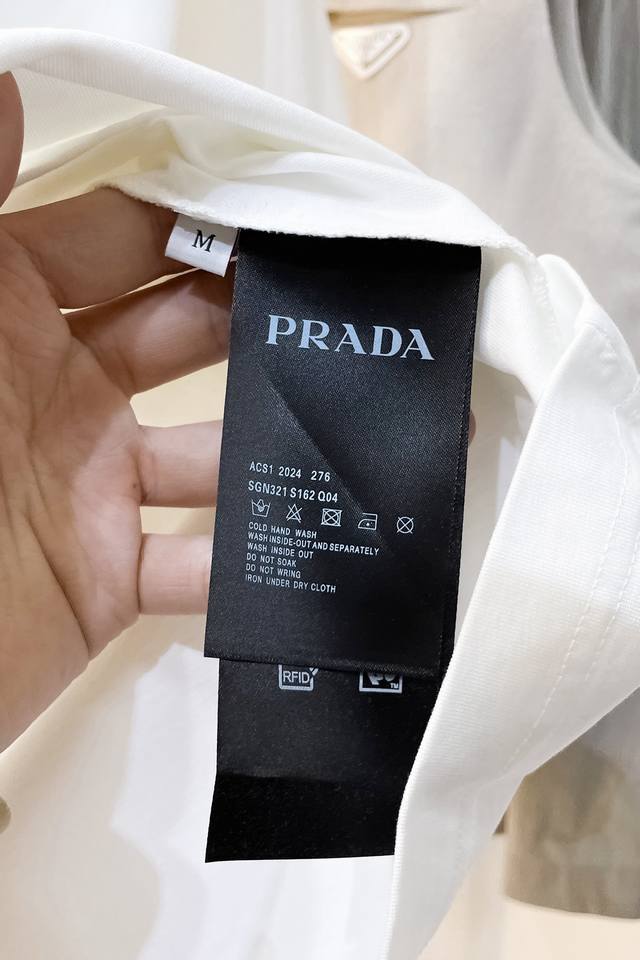 M
PRADA
ACS1 2024 276
SGN321 S162 Q04
COLD HAND WASH
WASH INSIDE-OUT AND SEPARATELY
WASH INSIDE OUT
DO NOT SOAK
DO NOT WRING
IRON UNDER DRY CLOTH
RFID
TM